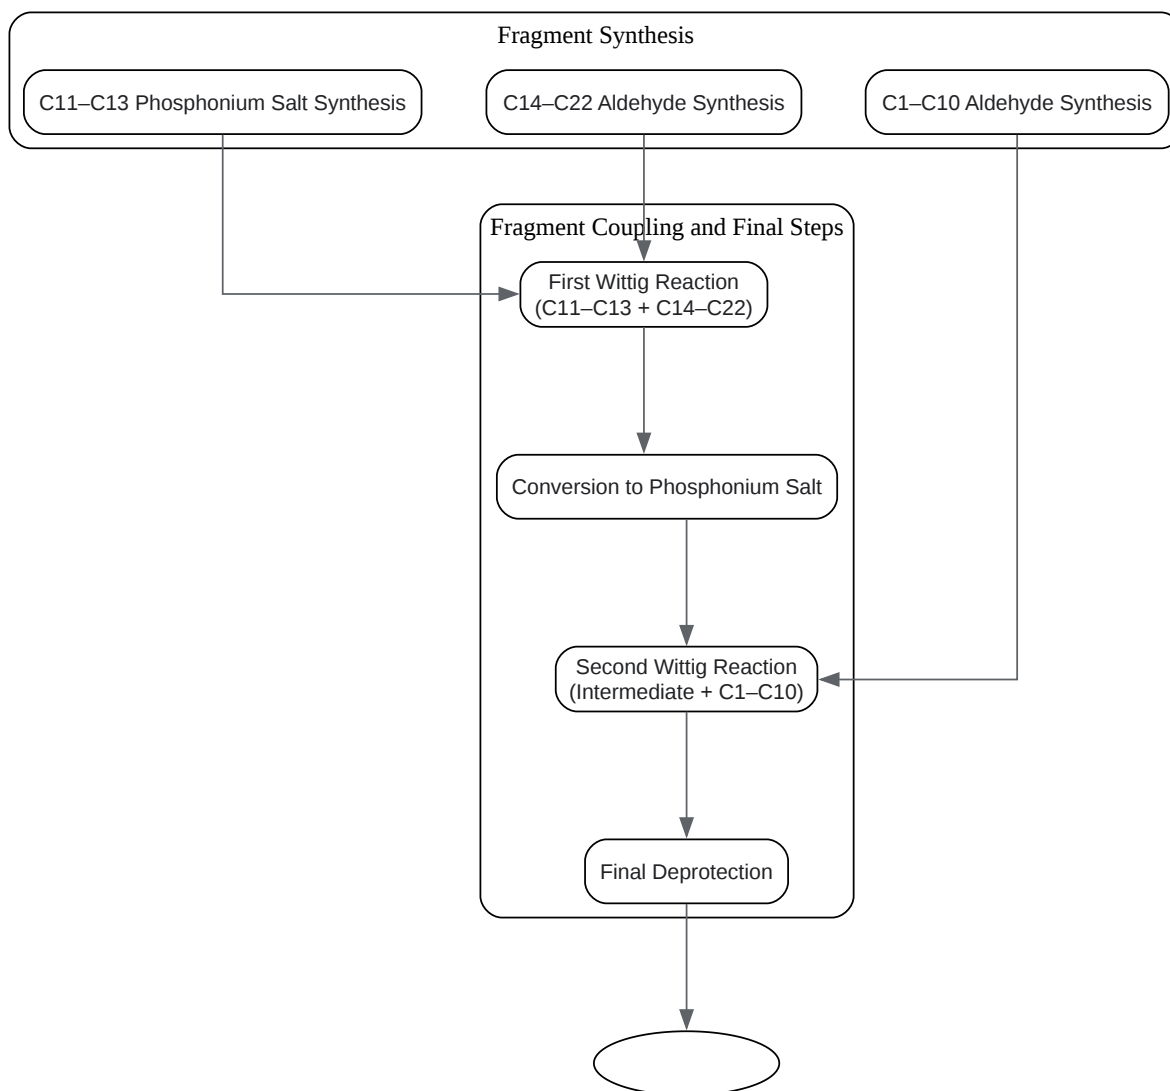 Fragment Synthesis
C11–C13 Phosphonium Salt Synthesis
C14–C22 Aldehyde Synthesis
C1–C10 Aldehyde Synthesis
Fragment Coupling and Final Steps
First Wittig Reaction
(C11–C13 + C14–C22)
Conversion to Phosphonium Salt
Second Wittig Reaction
(Intermediate + C1–C10)
Final Deprotection